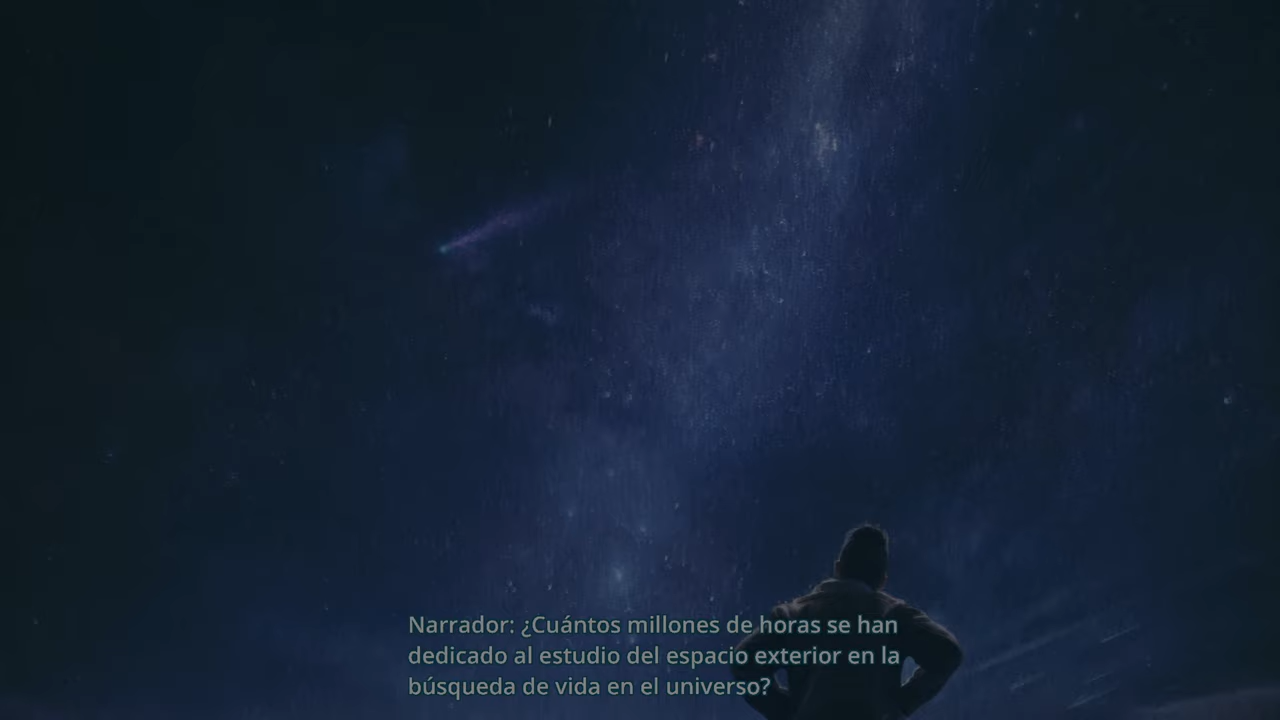 Narrador: ¿Cuántos millones de horas se han
dedicado al estudio del espacio exterior en la
búsqueda de vida en el universo?